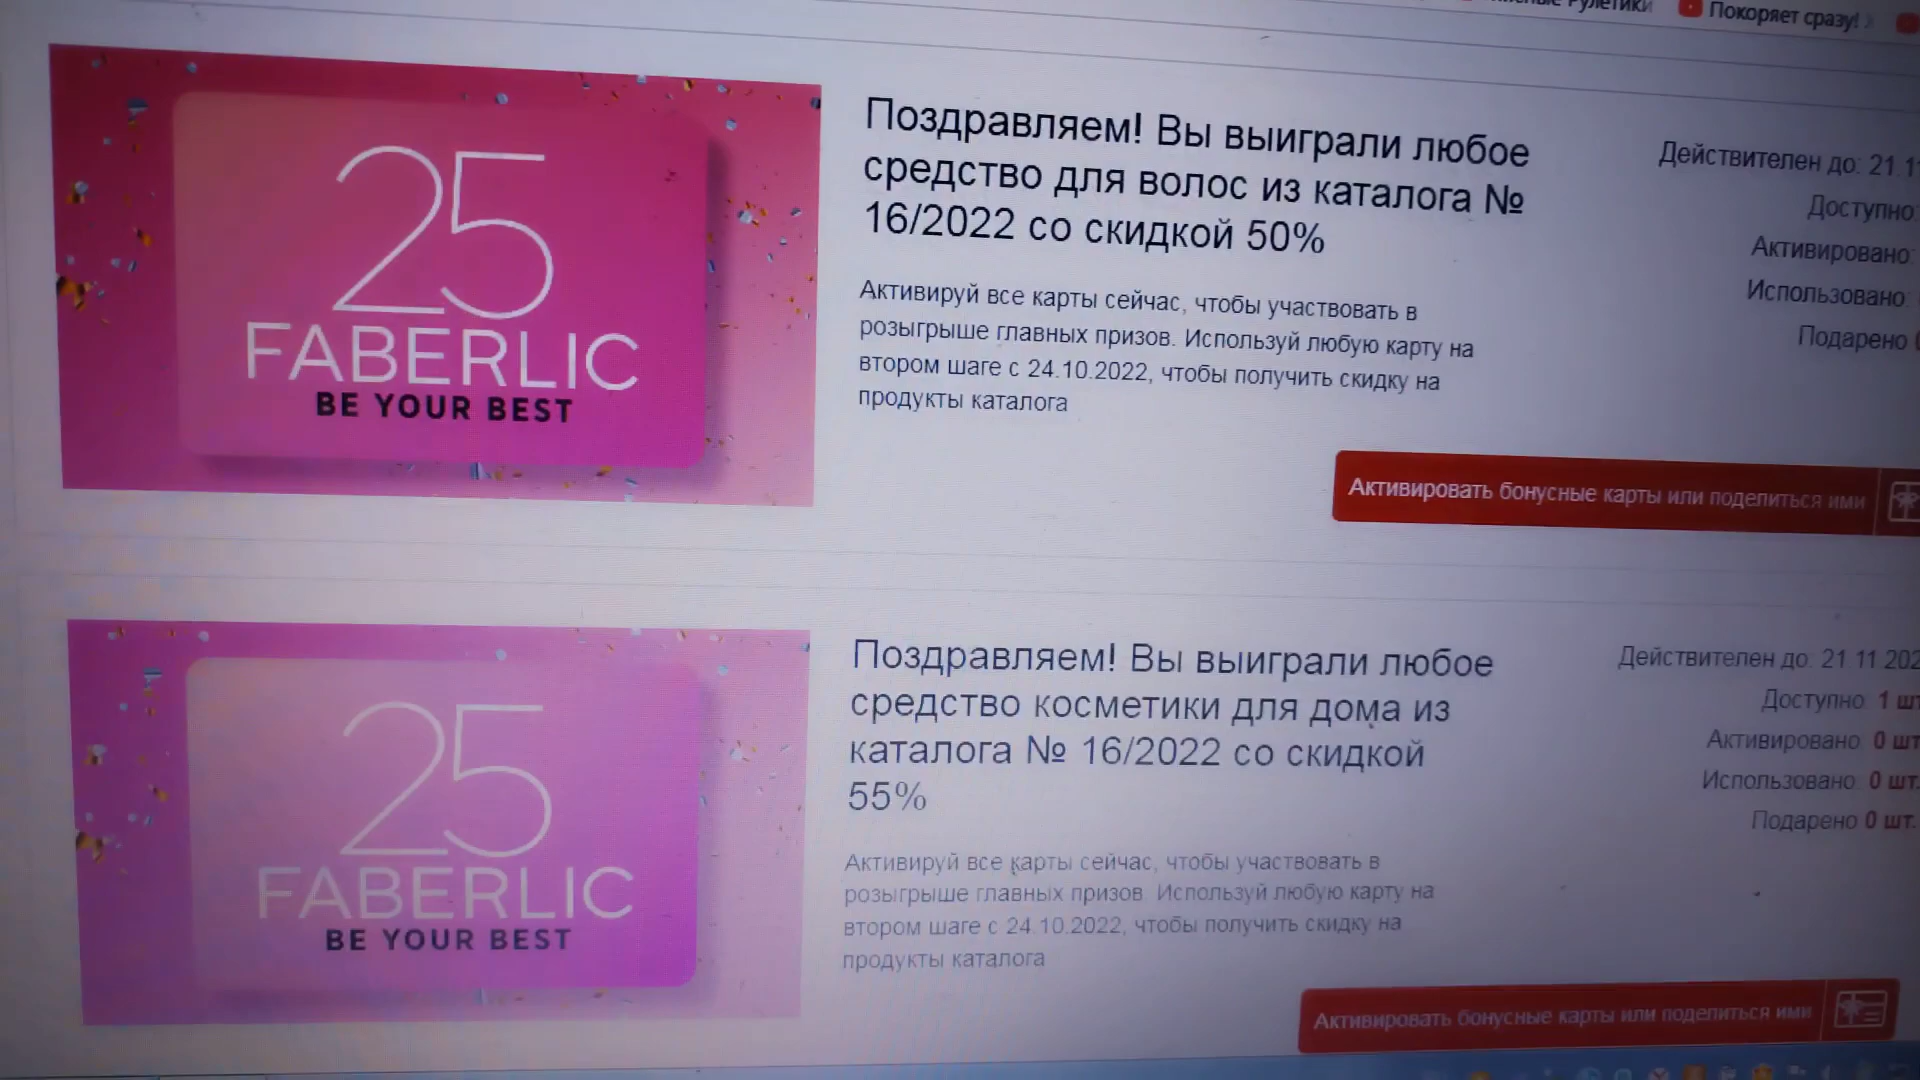 Рулетики
Покоряет сразу!
25
FABERLIC
BE YOUR BEST
Поздравляем! Вы выиграли любое
средство для волос из каталога №
16/2022 со скидкой 50%
Активируй все карты сейчас, чтобы участвовать в
розыгрыше главных призов. Используй любую карту на
втором шаге с 24.10.2022, чтобы получить скидку на
продукты каталога
Действителен до: 21.1
Доступно:
Активировано:
Использовано:
Подарено
Активировать бонусные карты или поделиться ими
25
FABERLIC
BE YOUR BEST
Поздравляем! Вы выиграли любое
средство косметики для дома из
каталога № 16/2022 со скидкой
55%
Активируй все карты сейчас, чтобы участвовать в
розыгрыше главных призов. Используй любую карту на
втором шаге с 24.10.2022, чтобы получить скидку на
продукты каталога
Действителен до: 21.11.202
Доступно: 1 шт
Активировано: 0 шт
Использовано: 0 шт.
Подарено 0 шт.
Активировать бонусные карты или поделиться ими